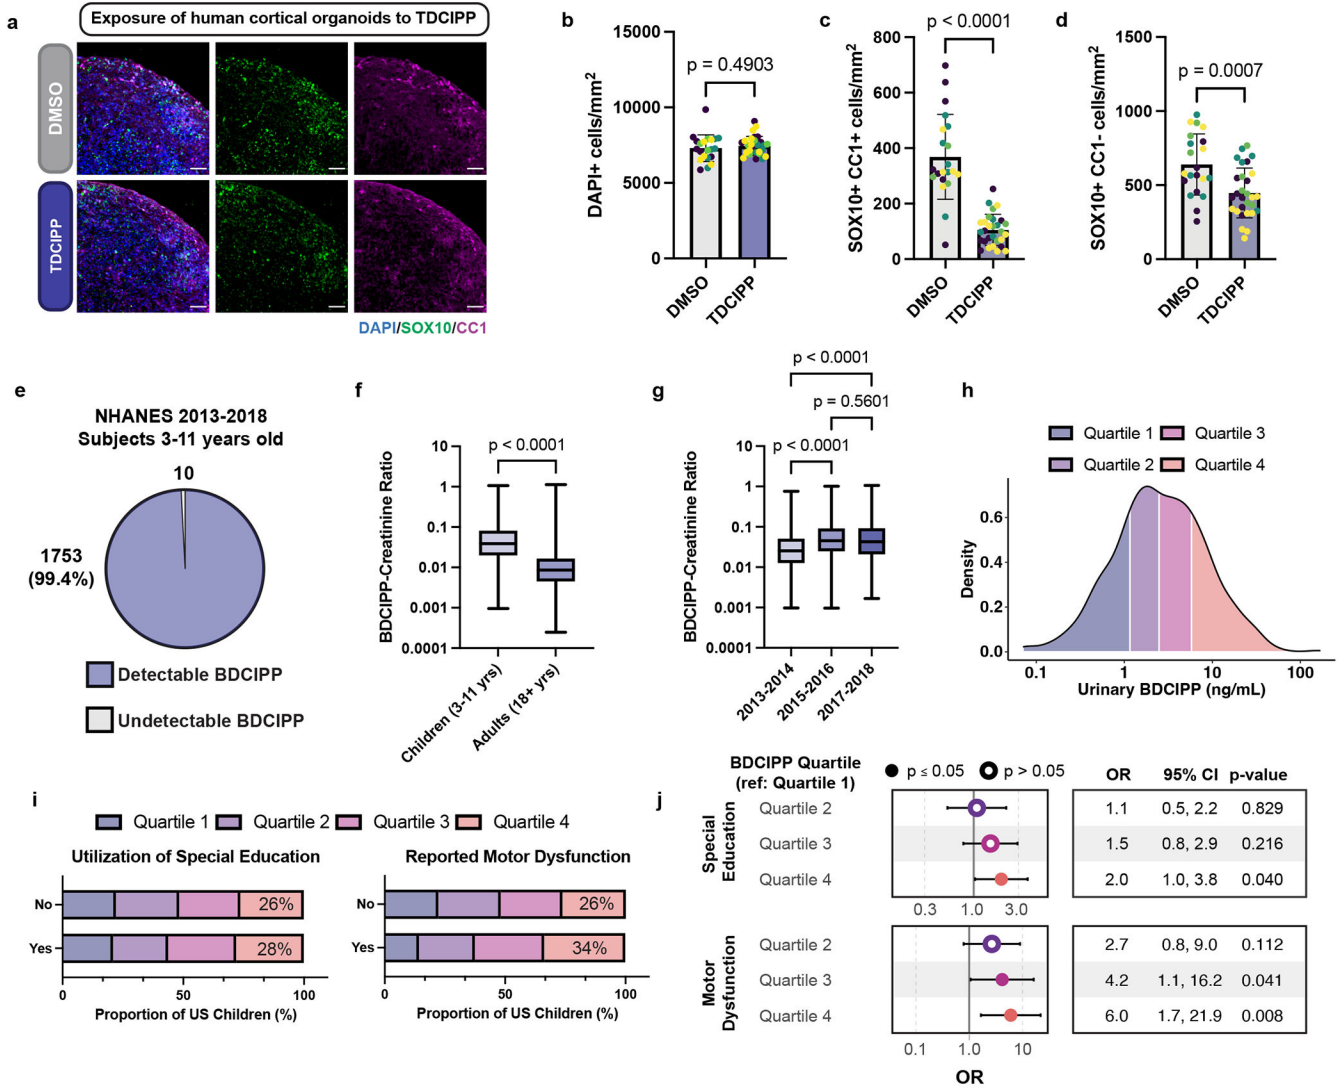 a
Exposure of human cortical organoids to TDCIPP
DMSO
TDCIPP
DAPI/SOX10/CC1
b
DAPI+ cells/mm2
15000
10000
5000
0
p = 0.4903
DMSO
TDCIPP
c
SOX10+ CC1+ cells/mm2
p < 0.0001
800
600
400
200
0
DMSO
TDCIPP
d
SOX10+ CC1- cells/mm2
1500
1000
500
0
p = 0.0007
DMSO
TDCIPP
e
NHANES 2013-2018
Subjects 3-11 years old
10
1753
(99.4%)
Detectable BDCIPP
Undetectable BDCIPP
f
BDCIPP-Creatinine Ratio
p < 0.0001
10
1
0.1
0.01
0.001
0.0001
Children (3-11 yrs)
Adults (18+ yrs)
g
BDCIPP-Creatinine Ratio
p < 0.0001
p = 0.5601
p < 0.0001
10
1
0.1
0.01
0.001
0.0001
2013-2014
2015-2016
2017-2018
h
Quartile 1
Quartile 3
Quartile 2
Quartile 4
Density
0.6
0.4
0.2
0.0
0.1
1
10
100
Urinary BDCIPP (ng/mL)
i
Quartile 1
Quartile 2
Quartile 3
Quartile 4
Utilization of Special Education
No
26%
Yes
28%
0
50
100
Proportion of US Children (%)
Reported Motor Dysfunction
No
26%
Yes
34%
0
50
100
Proportion of US Children (%)
j
BDCIPP Quartile
(ref: Quartile 1)
p ≤ 0.05
p > 0.05
OR 95% CI p-value
Special
Education
Quartile 2
1.1 0.5, 2.2 0.829
Quartile 3
1.5 0.8, 2.9 0.216
Quartile 4
2.0 1.0, 3.8 0.040
0.3
1.0
3.0
Motor
Dysfunction
Quartile 2
2.7 0.8, 9.0 0.112
Quartile 3
4.2 1.1, 16.2 0.041
Quartile 4
6.0 1.7, 21.9 0.008
0.1
1.0
10
OR